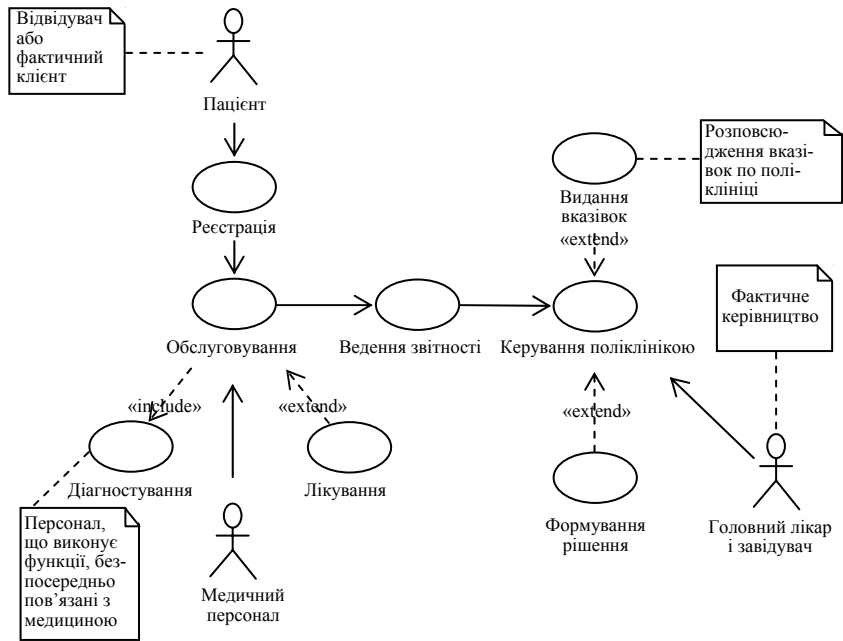 Відвідувач
або
фактичний
клієнт
Пацієнт
Реєстрація
Видання
вказівок
«extend»
Розповсю-
дження вказі-
вок по полі-
клініці
Обслуговування
Ведення звітності
Керування поліклінікою
Фактичне
керівництво
«include»
«extend»
«extend»
Діагностування
Лікування
Формування
рішення
Головний лікар
і завідувач
Персонал,
що виконує
функції, без-
посередньо
пов’язані з
медициною
Медичний
персонал